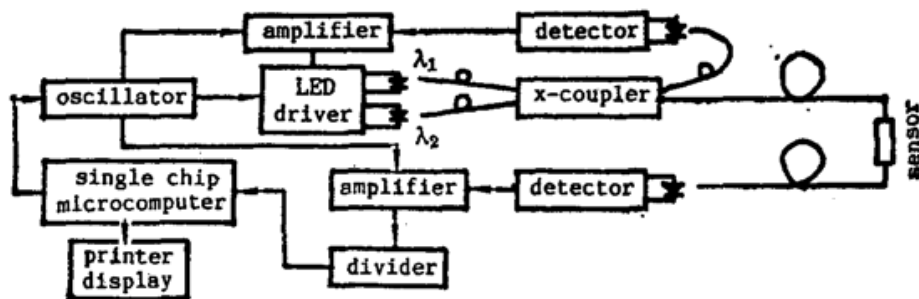 amplifier
detector
λ1
oscillator
LED
driver
x-coupler
λ2
sensor
single chip
microcomputer
amplifier
detector
printer
display
divider